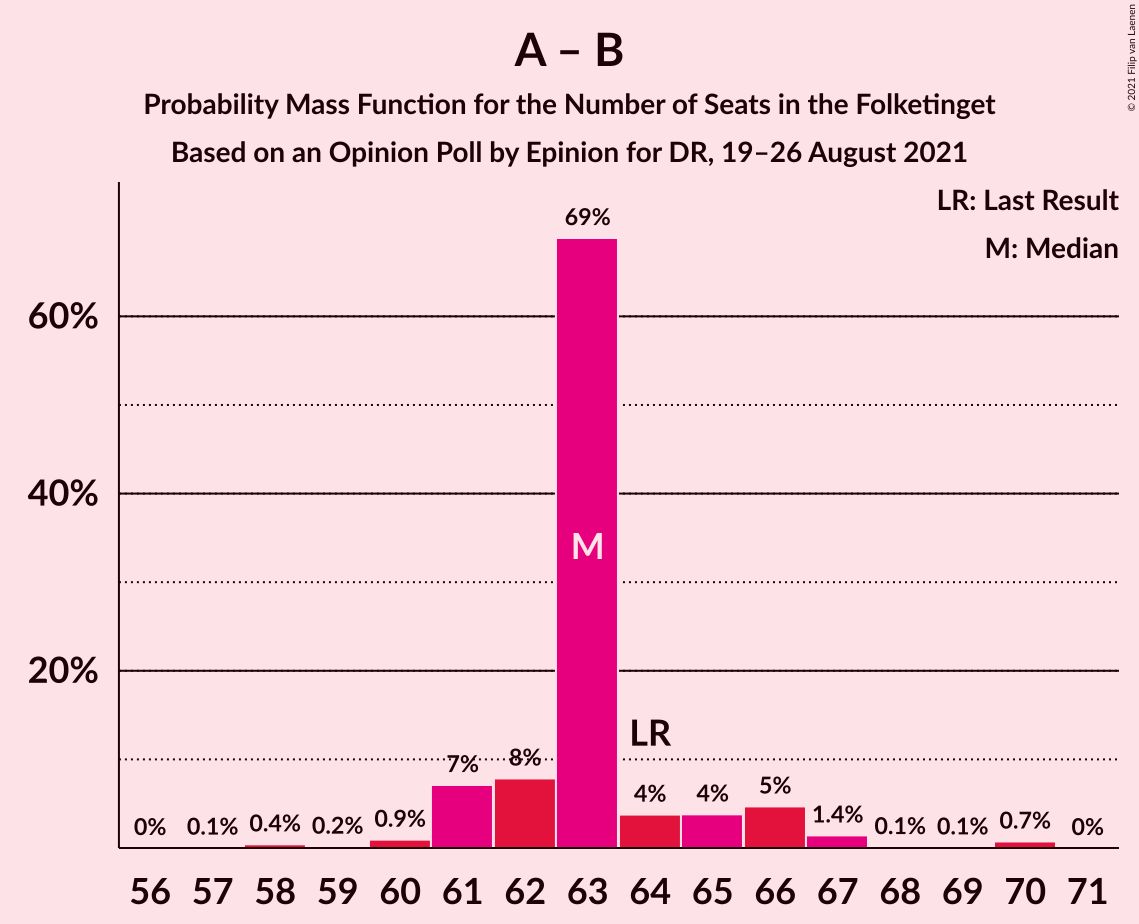 A – B
Probability Mass Function for the Number of Seats in the Folketinget
Based on an Opinion Poll by Epinion for DR, 19–26 August 2021
© 2021 Filip van Laenen
LR: Last Result
M: Median
69%
60%
40%
M
20%
LR
0% 0.1% 0.4% 0.2% 0.9% 7% 8% 4% 4% 5% 1.4% 0.1% 0.1% 0.7% 0%
56 57 58 59 60 61 62 63 64 65 66 67 68 69 70 71